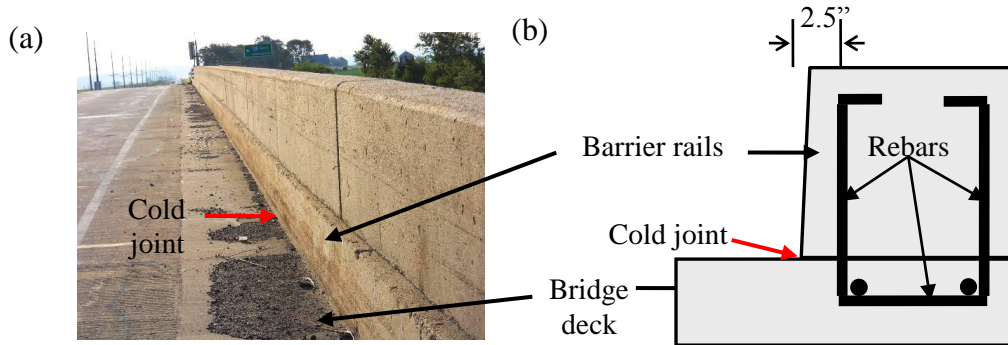 (a)
Cold
joint
Barrier rails
Bridge
deck
(b)
2.5”
Rebars
Cold joint